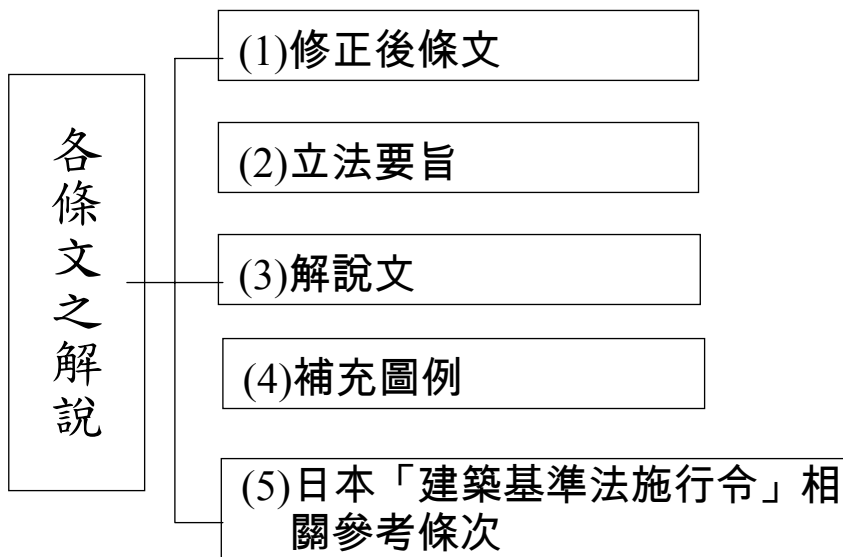 各條文之解說
(1)修正後條文
(2)立法要旨
(3)解說文
(4)補充圖例
(5)日本「建築基準法施行令」相
關參考條次